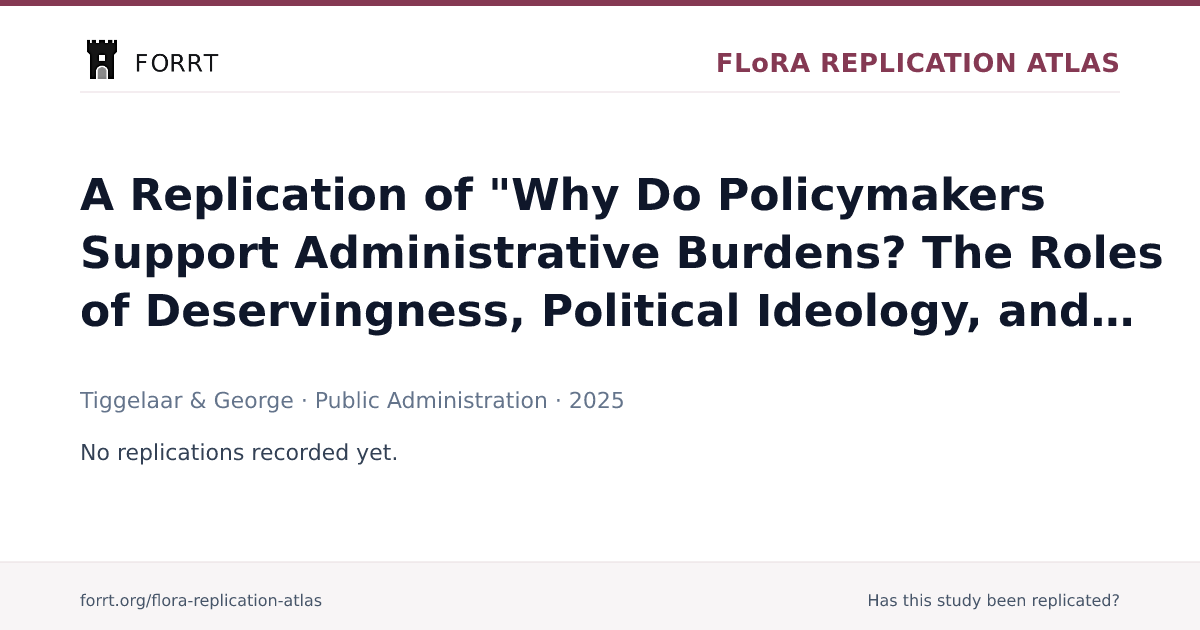 FORRT
FLoRA REPLICATION ATLAS
A Replication of "Why Do Policymakers
Support Administrative Burdens? The Roles
of Deservingness, Political Ideology, and…
Tiggelaar & George · Public Administration · 2025
No replications recorded yet.
forrt.org/flora-replication-atlas
Has this study been replicated?